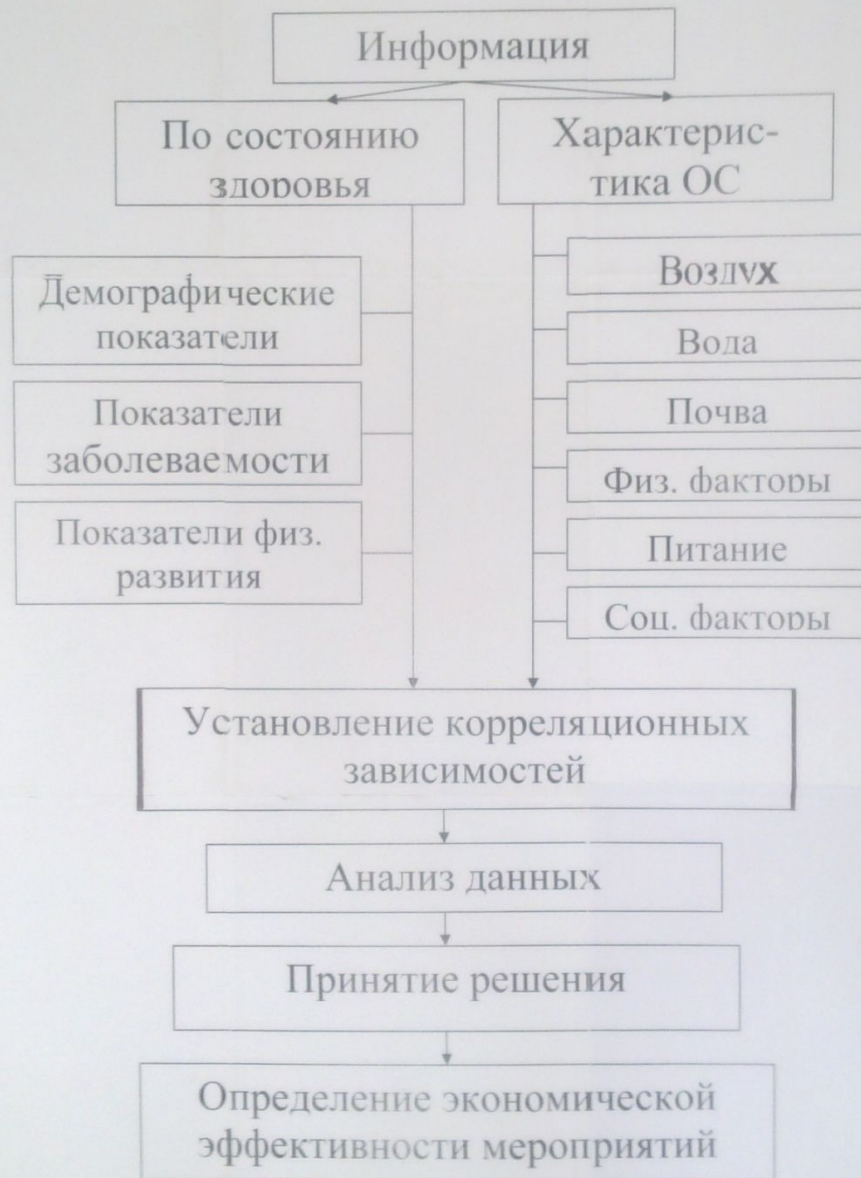 Информация
По состоянию
здоровья
Характерис-
тика ОС
Демографические
показатели
Показатели
заболеваемости
Показатели физ.
развития
Воздух
Вода
Почва
Физ. факторы
Питание
Соц. факторы
Установление корреляционных
зависимостей
Анализ данных
Принятие решения
Определение экономической
эффективности мероприятий